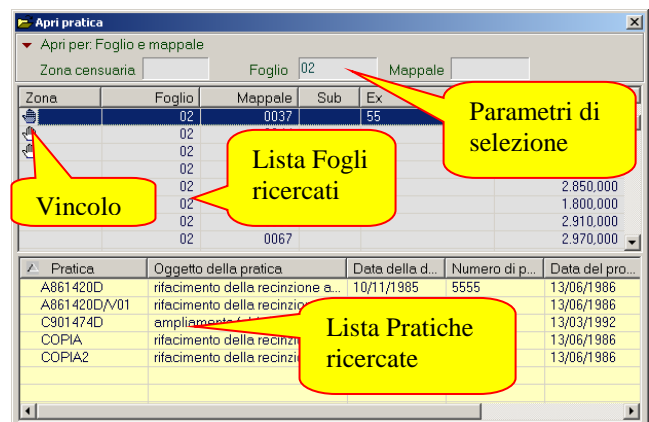 Apri pratica
Apri per: Foglio e mappale
Zona censuaria Foglio 02 Mappale
Zona Foglio Mappale Sub Ex
02 0037 55
02
02
02
02 2.850,000
02 1.800,000
02 2.910,000
02 0067 2.970,000
Parametri di
selezione
Lista Fogli
ricercati
Vincolo
Pratica Oggetto della pratica Data della d... Numero di p... Data del pro...
A861420D rifacimento della recinzione a... 10/11/1985 5555 13/06/1986
A861420D/V01 rifacimento della recinzio 13/06/1986
C901474D ampliamento 13/03/1992
COPIA rifacimento della recinzi 13/06/1986
COPIA2 rifacimento della recinzi 13/06/1986
Lista Pratiche
ricercate